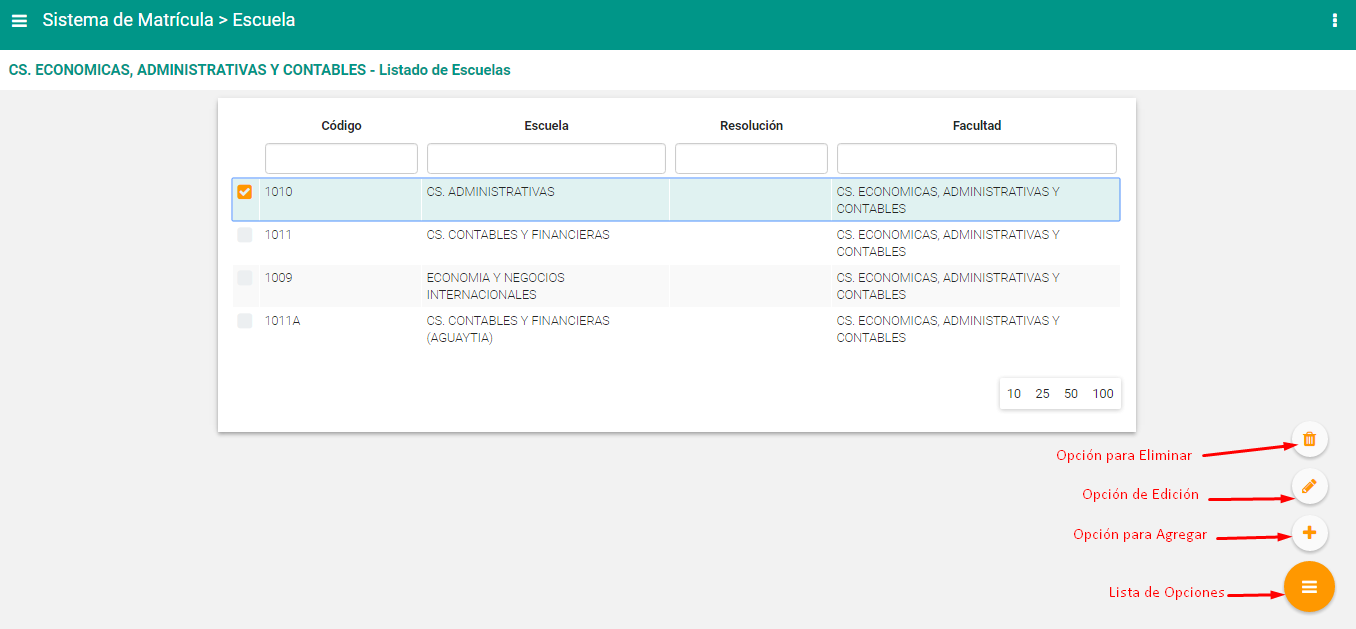 Sistema de Matrícula > Escuela
CS. ECONOMICAS, ADMINISTRATIVAS Y CONTABLES - Listado de Escuelas
Código Escuela Resolución Facultad
1010 CS. ADMINISTRATIVAS CS. ECONOMICAS, ADMINISTRATIVAS Y
CONTABLES
1011 CS. CONTABLES Y FINANCIERAS CS. ECONOMICAS, ADMINISTRATIVAS Y
CONTABLES
1009 ECONOMIA Y NEGOCIOS CS. ECONOMICAS, ADMINISTRATIVAS Y
INTERNACIONALES CONTABLES
1011A CS. CONTABLES Y FINANCIERAS CS. ECONOMICAS, ADMINISTRATIVAS Y
(AGUAYTIA) CONTABLES
10 25 50 100
Opción para Eliminar
Opción de Edición
Opción para Agregar
Lista de Opciones